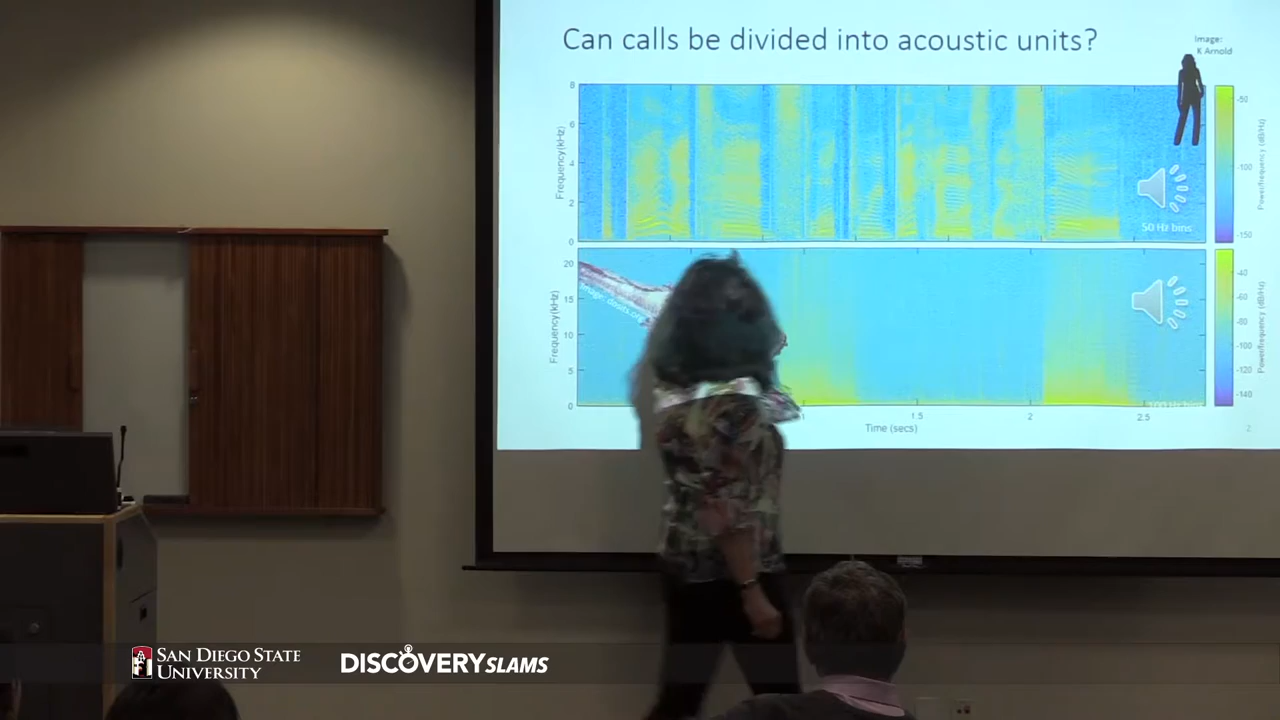 Can calls be divided into acoustic units?
Image:
K Arnold
8
6
4
2
0
Frequency(kHz)
-50
-100
-150
Power/frequency (dB/Hz)
50 Hz bins
20
15
10
5
0
Frequency(kHz)
-40
-60
-80
-100
-120
-140
Power/frequency (dB/Hz)
1.5
2
2.5
Time (secs)
2
SAN DIEGO STATE
UNIVERSITY
DISCOVERY SLAMS